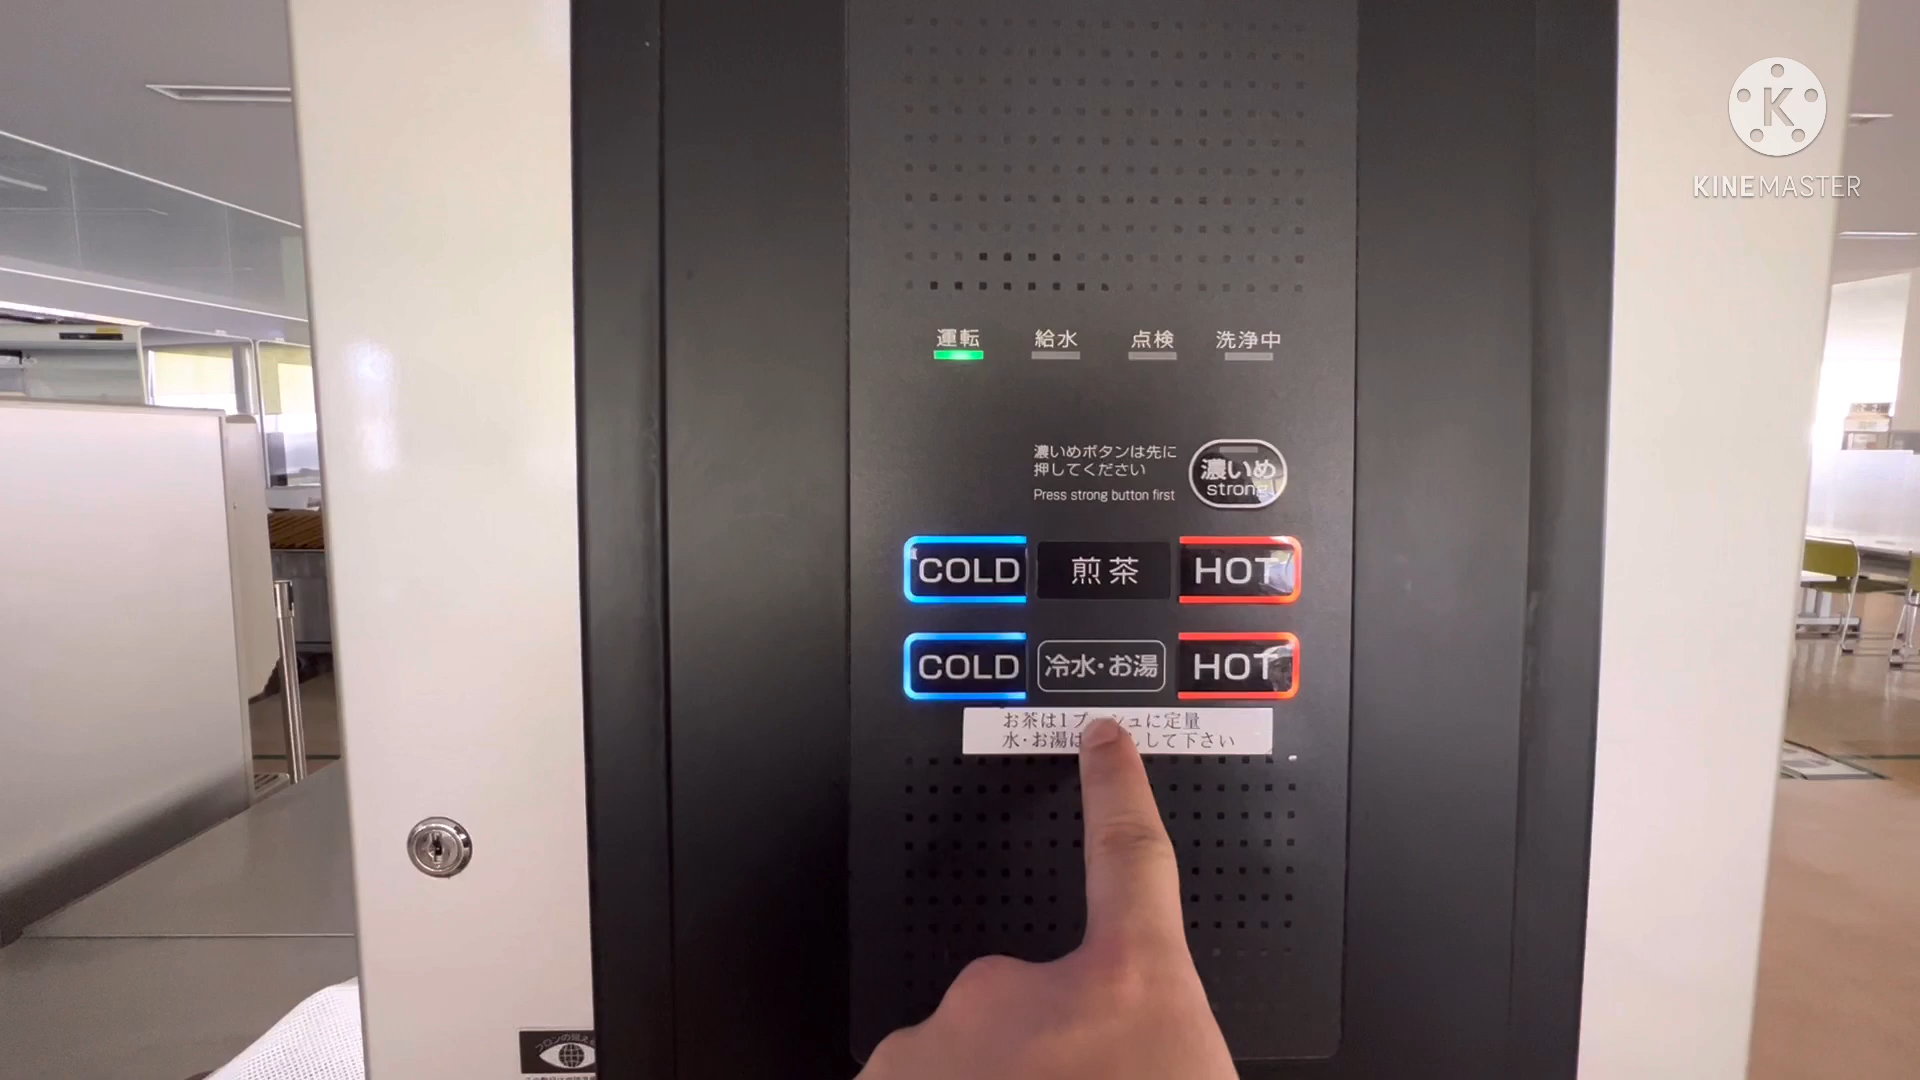 KINEMASTER
運転 給水 点検 洗浄中
濃いめボタンは先に
押してください
Press strong button first
濃いめ
strong
COLD 煎茶 HOT
COLD 冷水・お湯 HOT
お茶は1プッシュに定量
水・お湯は して下さい